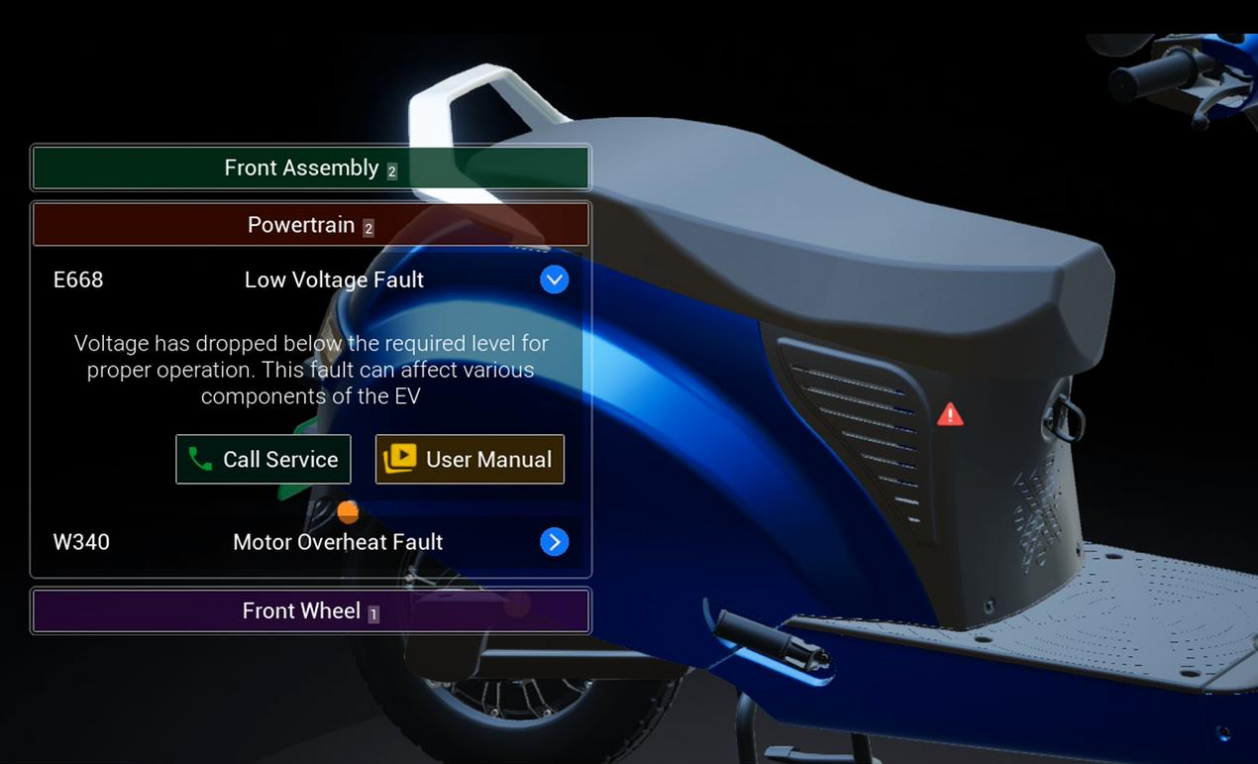 Front Assembly 2
Powertrain 2
E668 Low Voltage Fault
Voltage has dropped below the required level for
proper operation. This fault can affect various
components of the EV
Call Service User Manual
W340 Motor Overheat Fault
Front Wheel 1